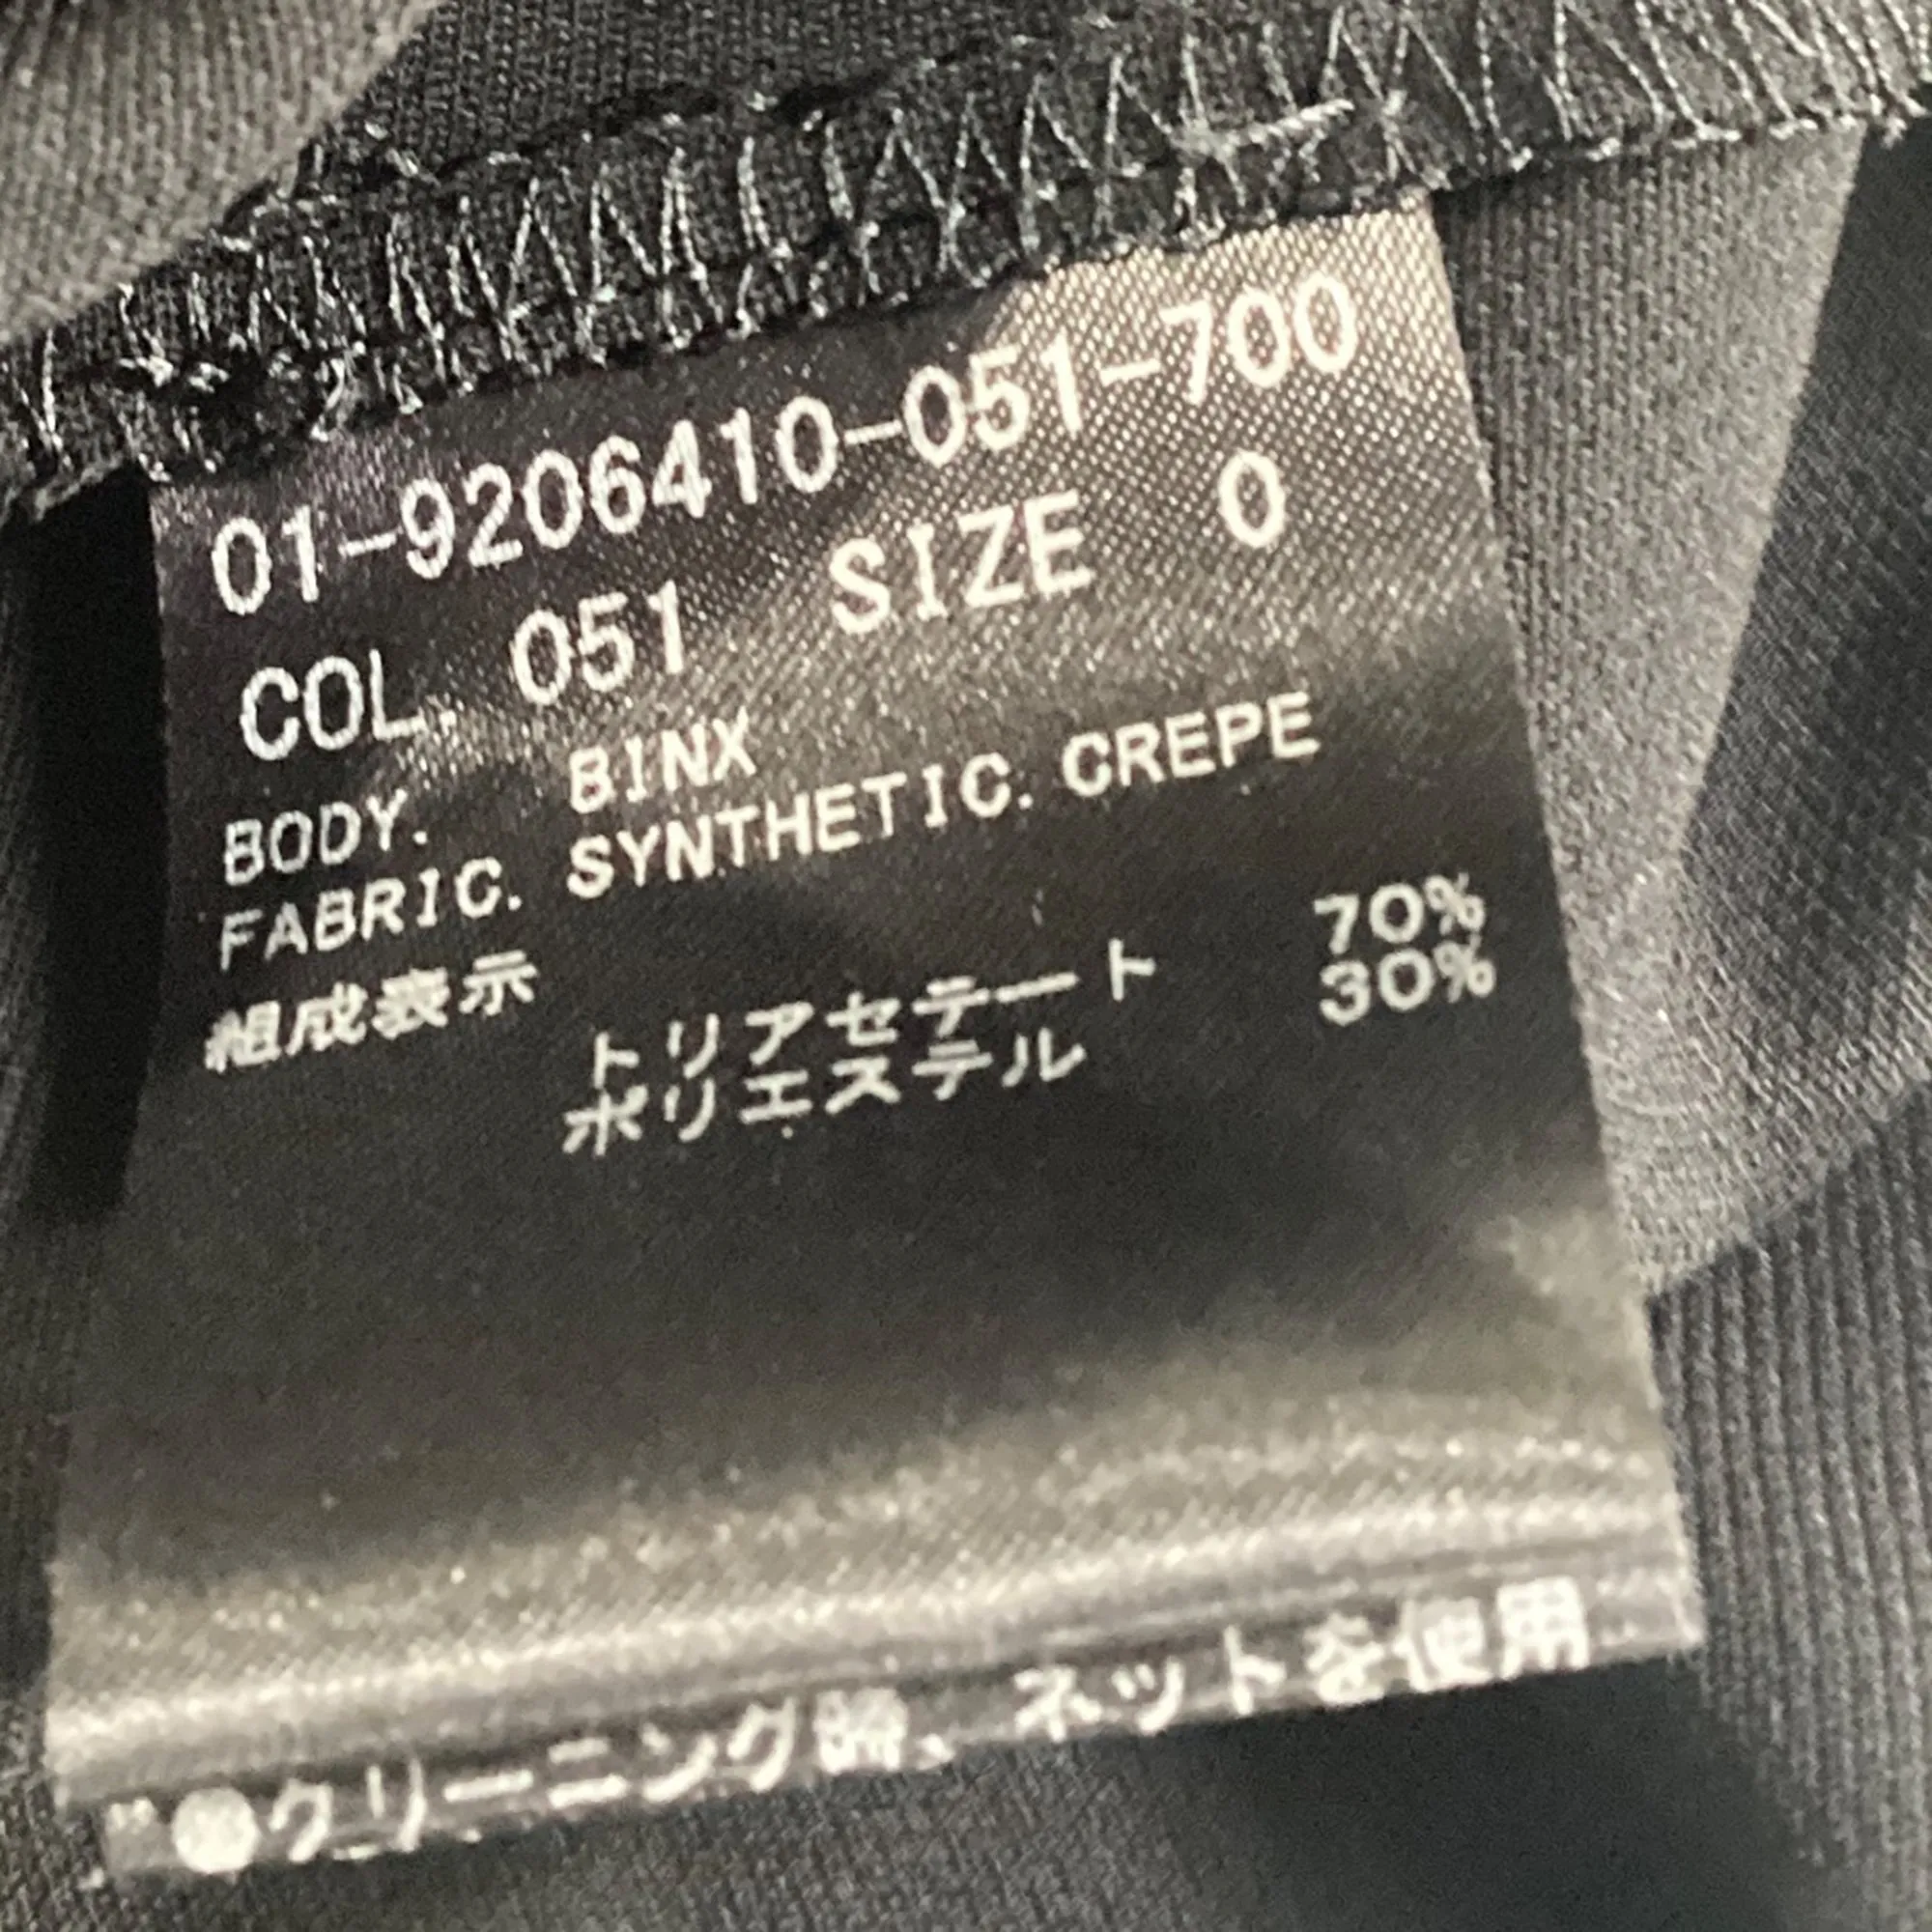 01-9206410-051-700
COL. 051 SIZE 0
BODY. BINX
FABRIC. SYNTHETIC. CREPE
組成表示
トリアセテート 70%
ポリエステル 30%
●クリーニング時、ネットを使用